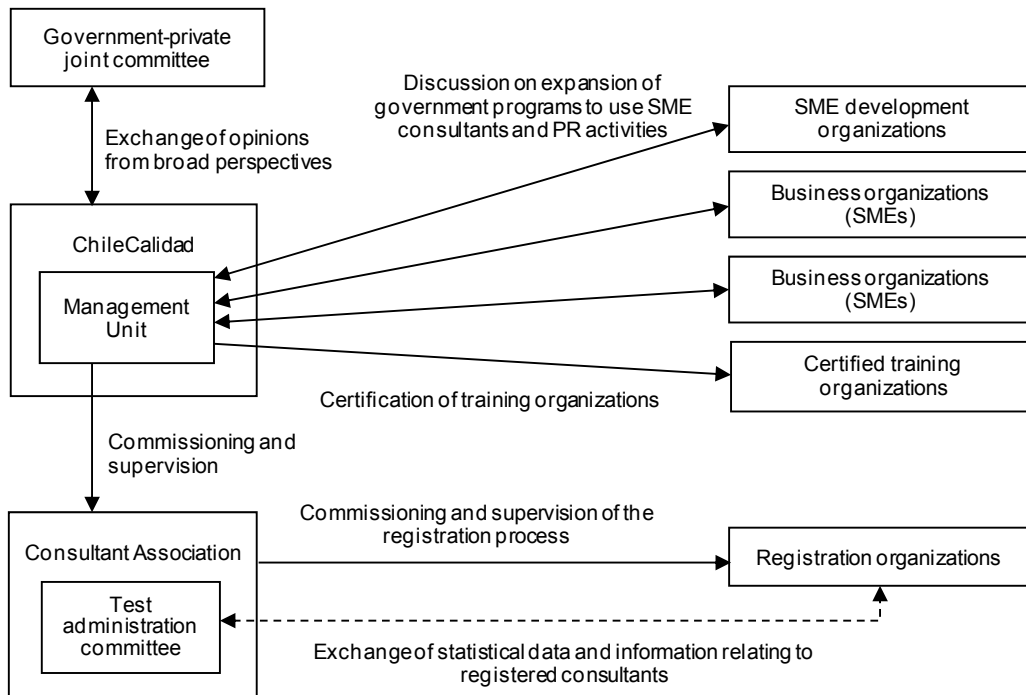 Government-private
joint committee
Discussion on expansion of
government programs to use SME
consultants and PR activities
SME development
organizations
Exchange of opinions
from broad perspectives
Business organizations
(SMEs)
ChileCalidad
Management
Unit
Business organizations
(SMEs)
Certified training
organizations
Certification of training organizations
Commissioning and
supervision
Commissioning and supervision of the
registration process
Consultant Association
Registration organizations
Test
administration
committee
Exchange of statistical data and information relating to
registered consultants